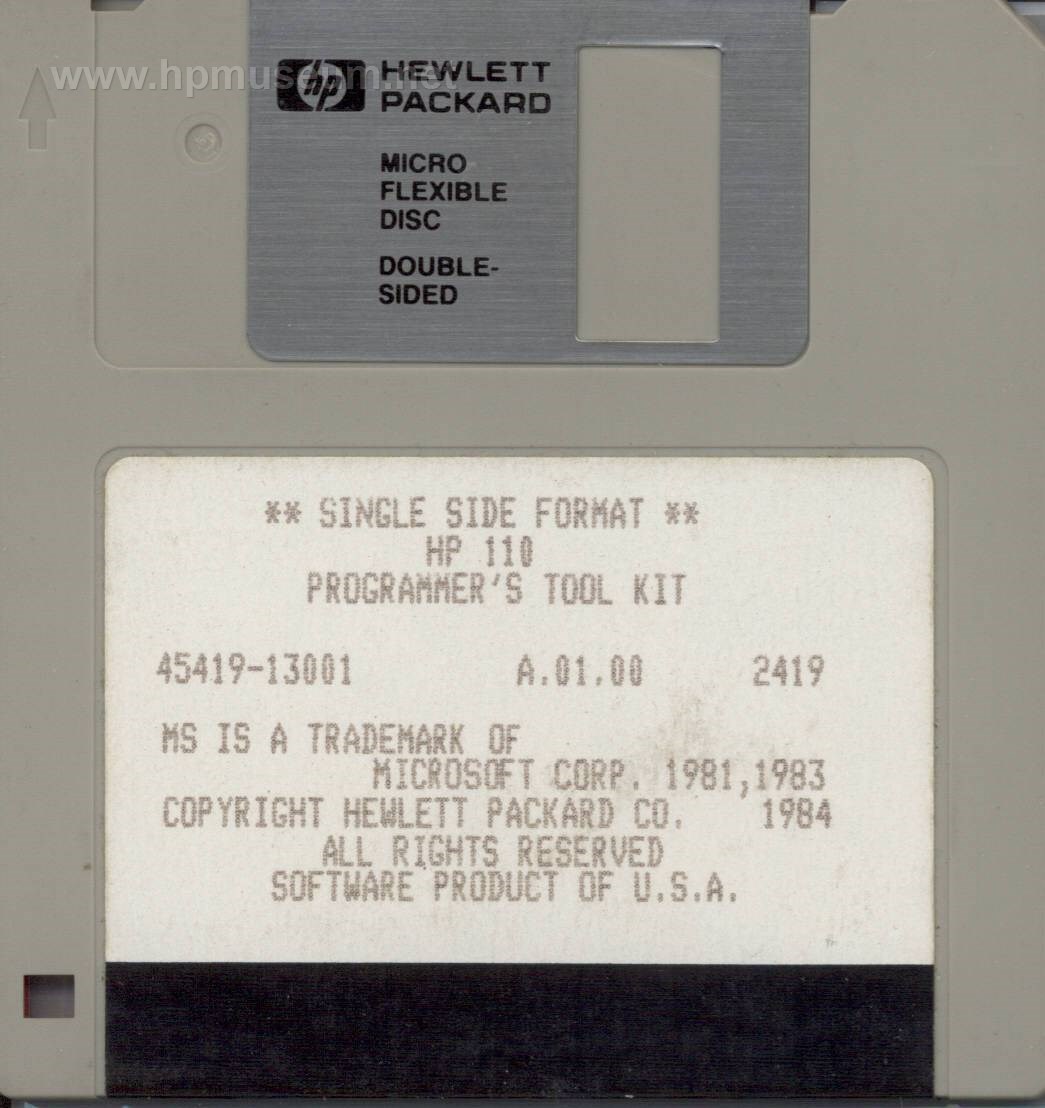 www.hpmuseum.net
hp HEWLETT
PACKARD
MICRO
FLEXIBLE
DISC
DOUBLE-
SIDED
** SINGLE SIDE FORMAT **
HP 110
PROGRAMMER'S TOOL KIT
45419-13001 A.01.00 2419
MS IS A TRADEMARK OF
MICROSOFT CORP. 1981,1983
COPYRIGHT HEWLETT PACKARD CO. 1984
ALL RIGHTS RESERVED
SOFTWARE PRODUCT OF U.S.A.